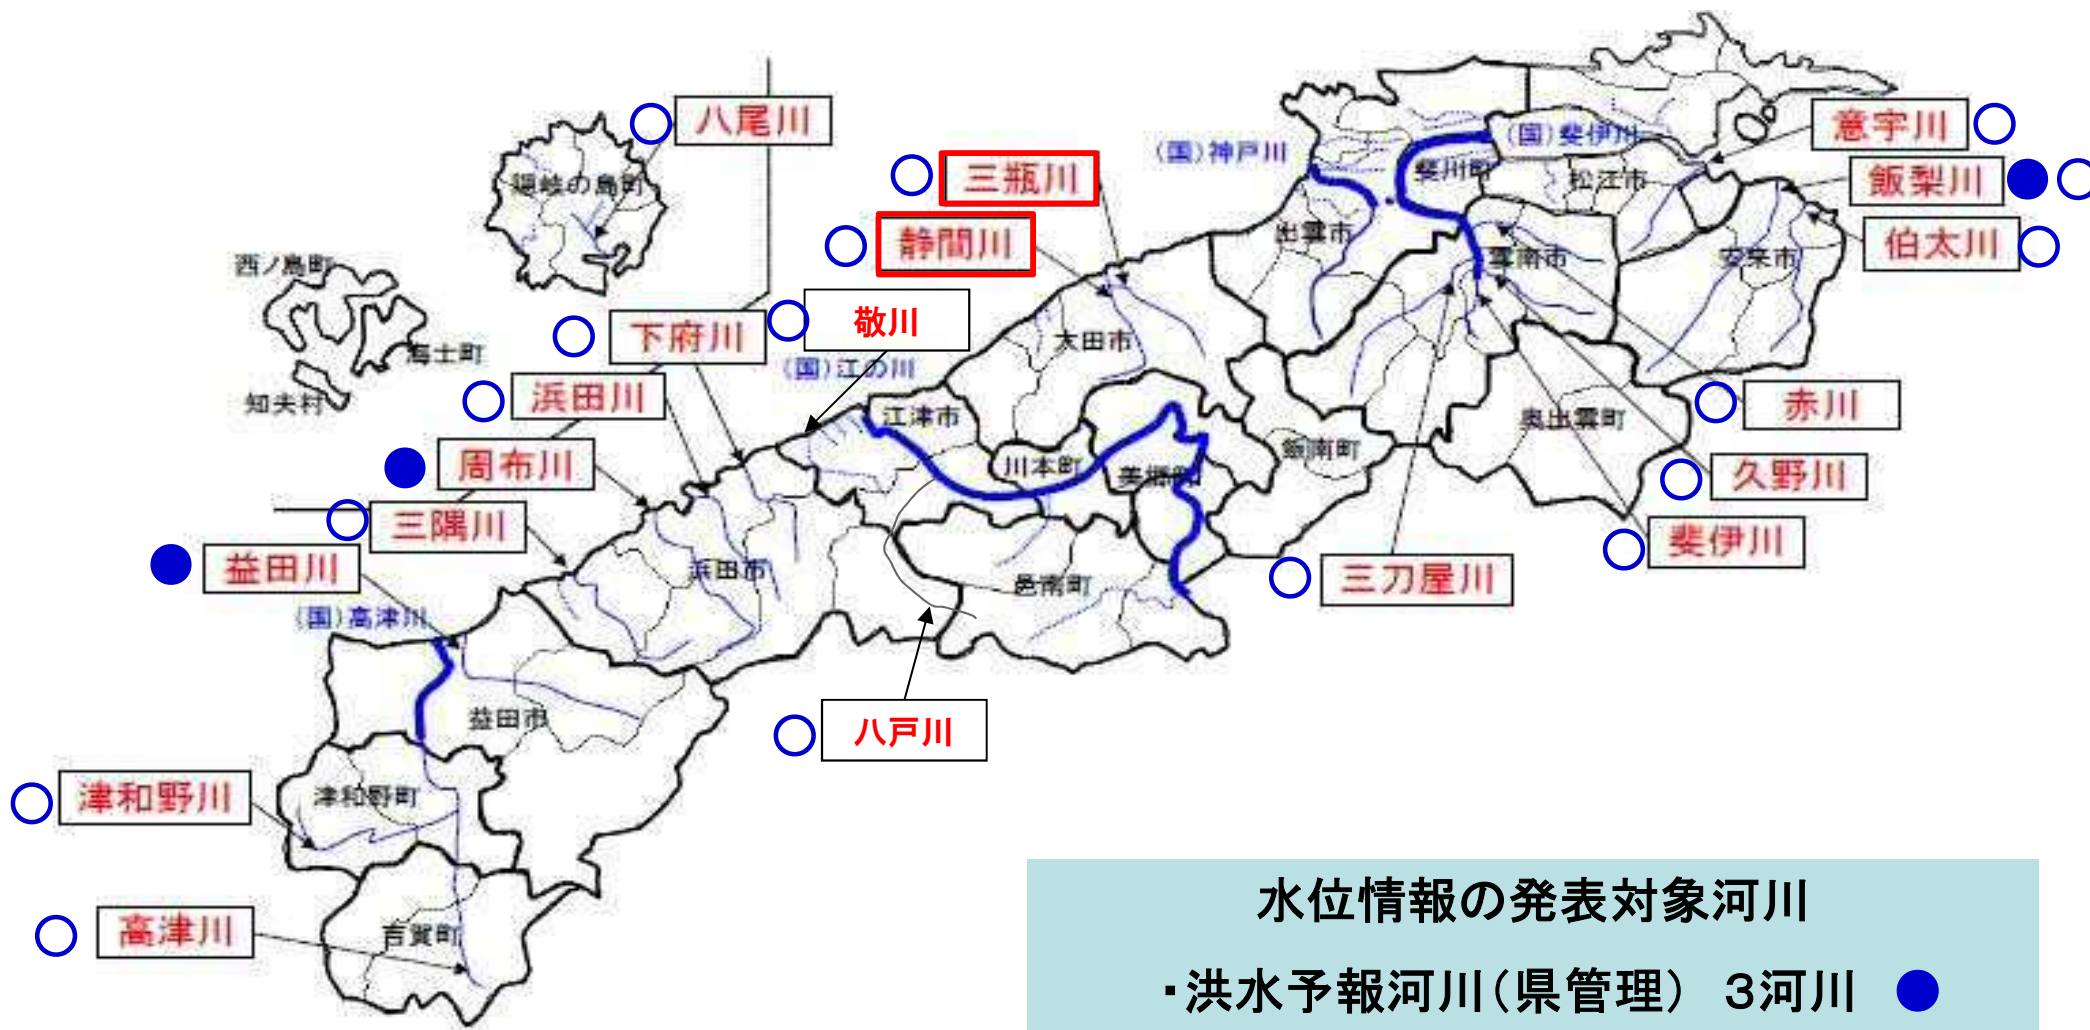 八尾川
意宇川
(国)斐伊川
(国)神戸川
三瓶川
斐川町
松江市
飯梨川
隠岐の島町
静間川
出雲市
雲南市
安来市
伯太川
西ノ島町
敬川
下府川
大田市
海士町
(国)江の川
知夫村
浜田川
江津市
奥出雲町
赤川
周布川
川本町
美郷町
飯南町
久野川
三隅川
斐伊川
益田川
浜田市
邑南町
三刀屋川
(国)高津川
益田市
八戸川
津和野川
津和野町
高津川
吉賀町
水位情報の発表対象河川
・洪水予報河川(県管理) 3河川 ●